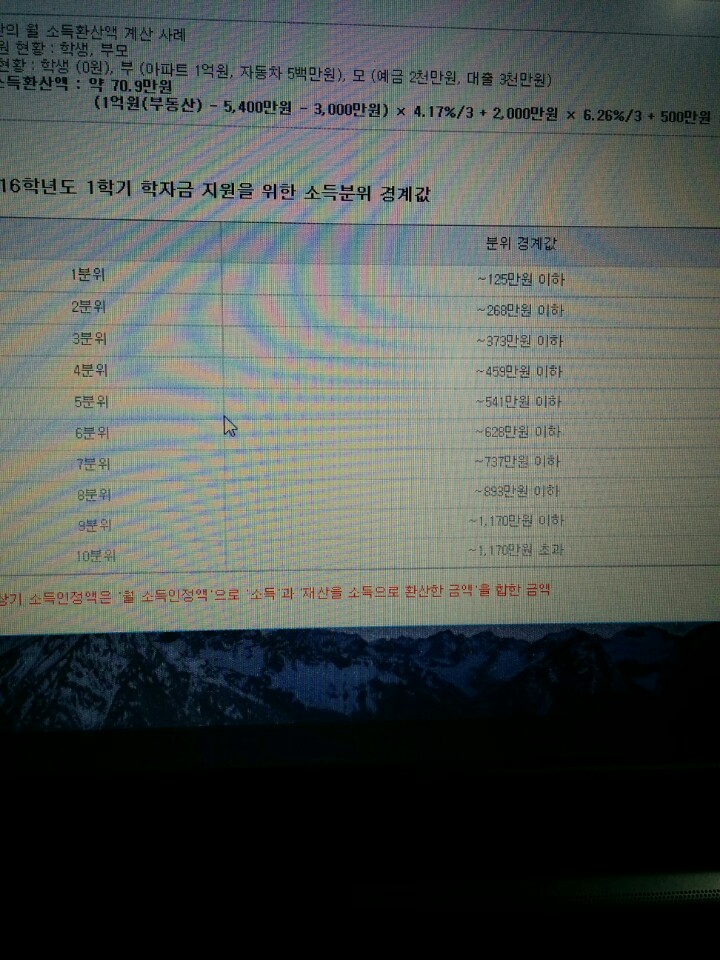 월 소득환산액 계산 사례
현황 : 학생, 부모
현황 : 학생 (0원), 부 (아파트 1억원, 자동차 5백만원), 모 (예금 2천만원, 대출 3천만원)
소득환산액 : 약 70.9만원
(1억원(부동산) - 5,400만원 - 3,000만원) × 4.17%/3 + 2,000만원 × 6.26%/3 + 500만원
16학년도 1학기 학자금 지원을 위한 소득분위 경계값
분위 경계값
1분위 ~125만원 이하
2분위 ~268만원 이하
3분위 ~373만원 이하
4분위 ~459만원 이하
5분위 ~541만원 이하
6분위 ~628만원 이하
7분위 ~737만원 이하
8분위 ~893만원 이하
9분위 ~1,170만원 이하
10분위 ~1,170만원 초과
상기 소득인정액은 '월 소득인정액'으로 '소득'과 '재산을 소득으로 환산한 금액'을 합한 금액